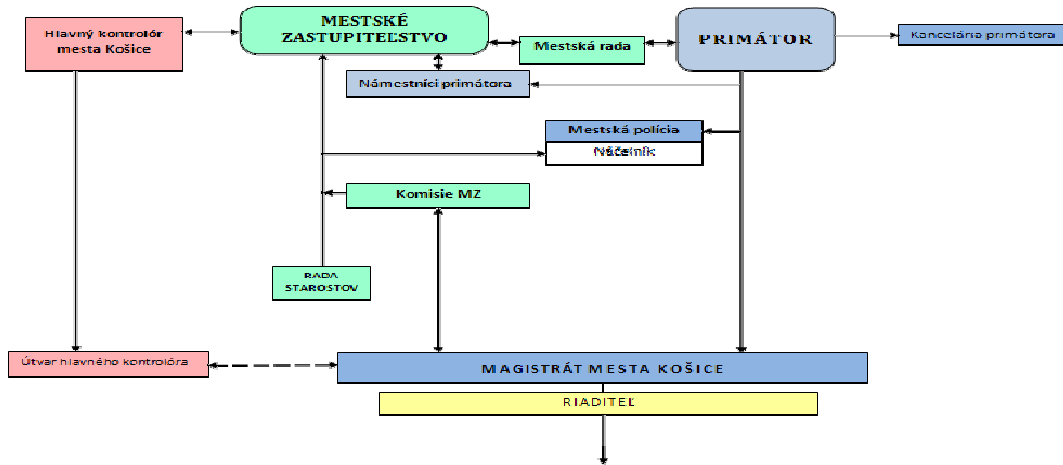 Hlavný kontrolór
mesta Košice
MESTSKÉ
ZASTUPITEĽSTVO
Mestská rada
PRIMÁTOR
Kancelária primátora
Námestníci primátora
Mestská polícia
Náčelník
Komisie MZ
RADA
STAROSTOV
Útvar hlavného kontrolóra
MAGISTRÁT MESTA KOŠICE
RIADITEĽ